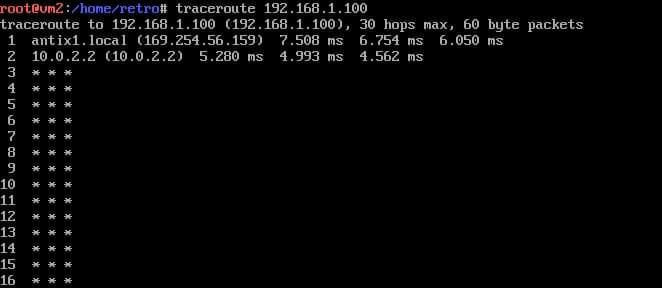 root@vm2:/home/retro# traceroute 192.168.1.100
traceroute to 192.168.1.100 (192.168.1.100), 30 hops max, 60 byte packets
 1  antix1.local (169.254.56.159)  7.508 ms  6.754 ms  6.050 ms
 2  10.0.2.2 (10.0.2.2)  5.280 ms  4.993 ms  4.562 ms
 3  * * *
 4  * * *
 5  * * *
 6  * * *
 7  * * *
 8  * * *
 9  * * *
10  * * *
11  * * *
12  * * *
13  * * *
14  * * *
15  * * *
16  * * *